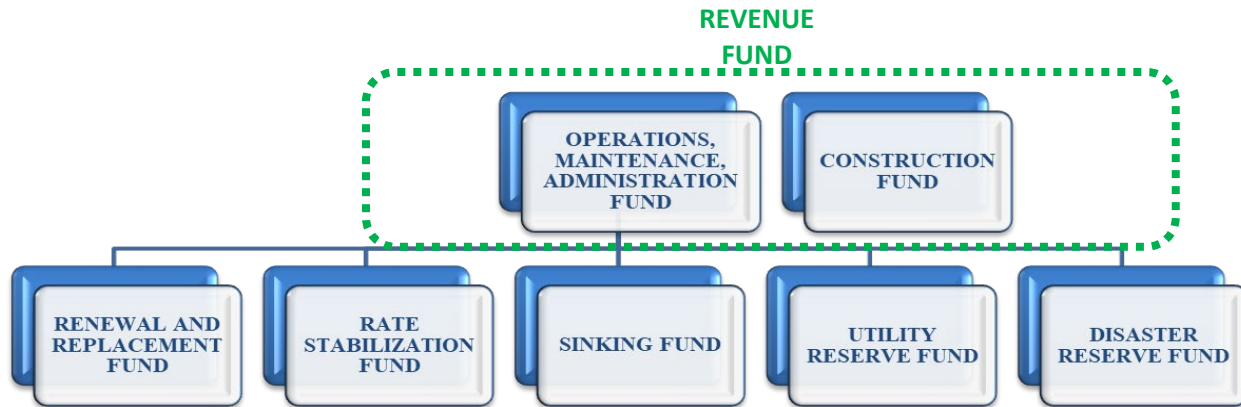 REVENUE
FUND
OPERATIONS,
MAINTENANCE,
ADMINISTRATION
FUND
CONSTRUCTION
FUND
RENEWAL AND
REPLACEMENT
FUND
RATE
STABILIZATION
FUND
SINKING FUND
UTILITY
RESERVE FUND
DISASTER
RESERVE FUND